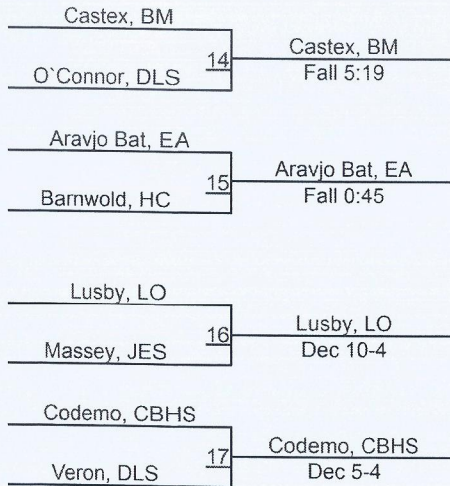 Castex, BM
14
Castex, BM
O`Connor, DLS
Fall 5:19
Aravjo Bat, EA
15
Aravjo Bat, EA
Barnwold, HC
Fall 0:45
Lusby, LO
16
Lusby, LO
Massey, JES
Dec 10-4
Codemo, CBHS
17
Codemo, CBHS
Veron, DLS
Dec 5-4